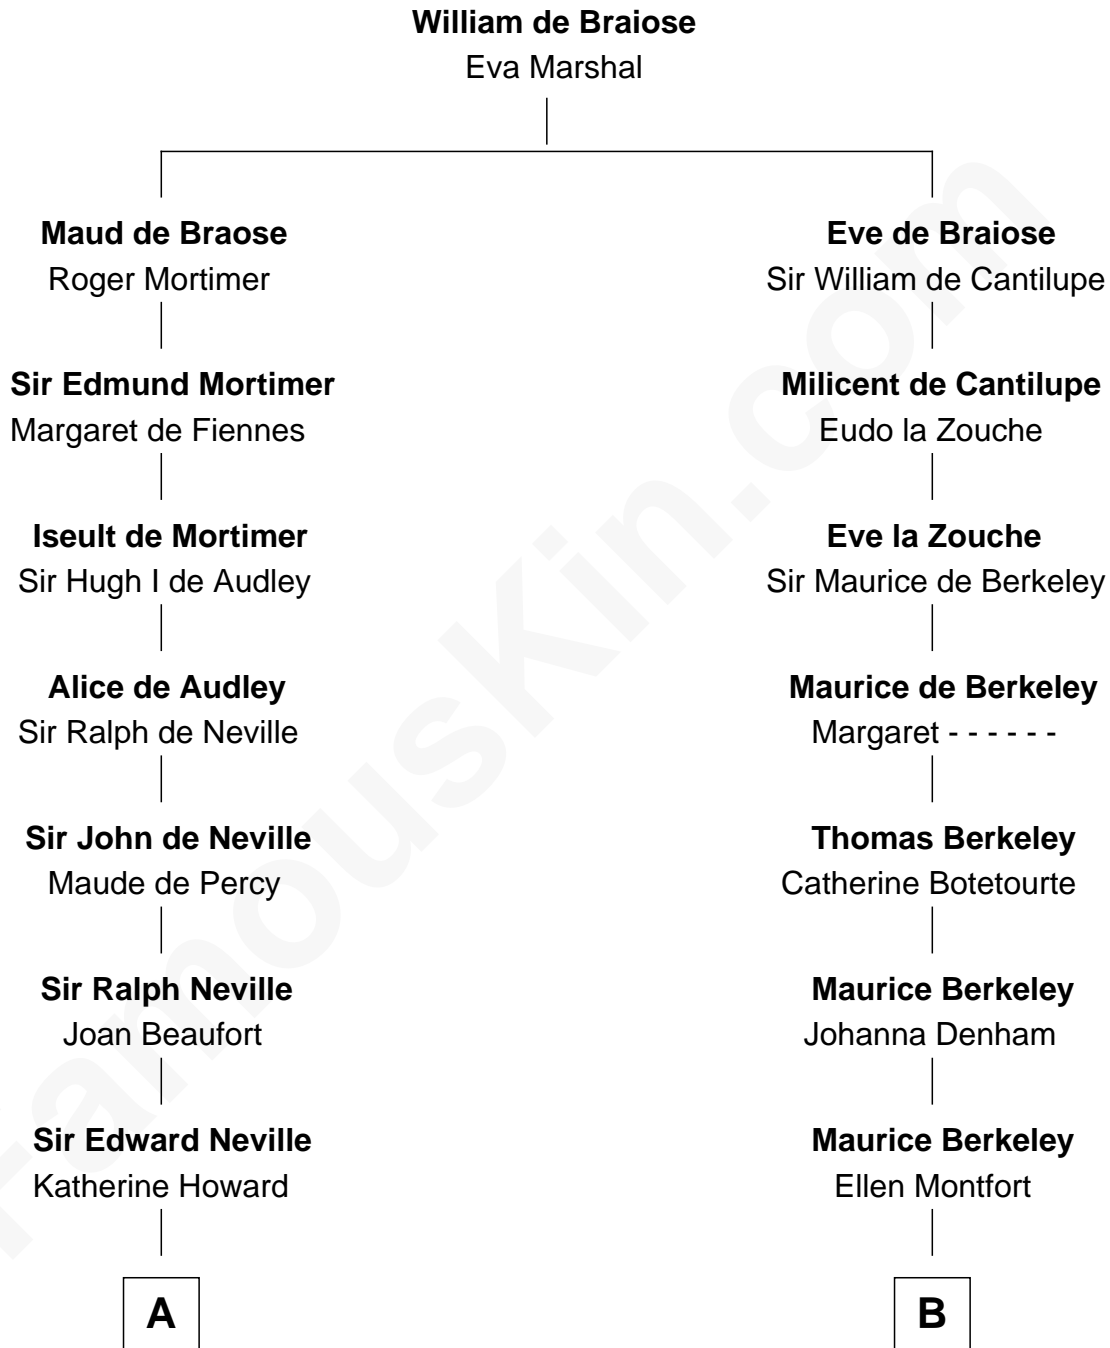 William de Braiose
Eva Marshal
Maud de Braose
Roger Mortimer
Eve de Braiose
Sir William de Cantilupe
Sir Edmund Mortimer
Margaret de Fiennes
Milicent de Cantilupe
Eudo la Zouche
Iseult de Mortimer
Sir Hugh I de Audley
Eve la Zouche
Sir Maurice de Berkeley
Alice de Audley
Sir Ralph de Neville
Maurice de Berkeley
Margaret - - - - - -
Sir John de Neville
Maude de Percy
Thomas Berkeley
Catherine Botetourte
Sir Ralph Neville
Joan Beaufort
Maurice Berkeley
Johanna Denham
Sir Edward Neville
Katherine Howard
Maurice Berkeley
Ellen Montfort
A
B
FamousKin.com